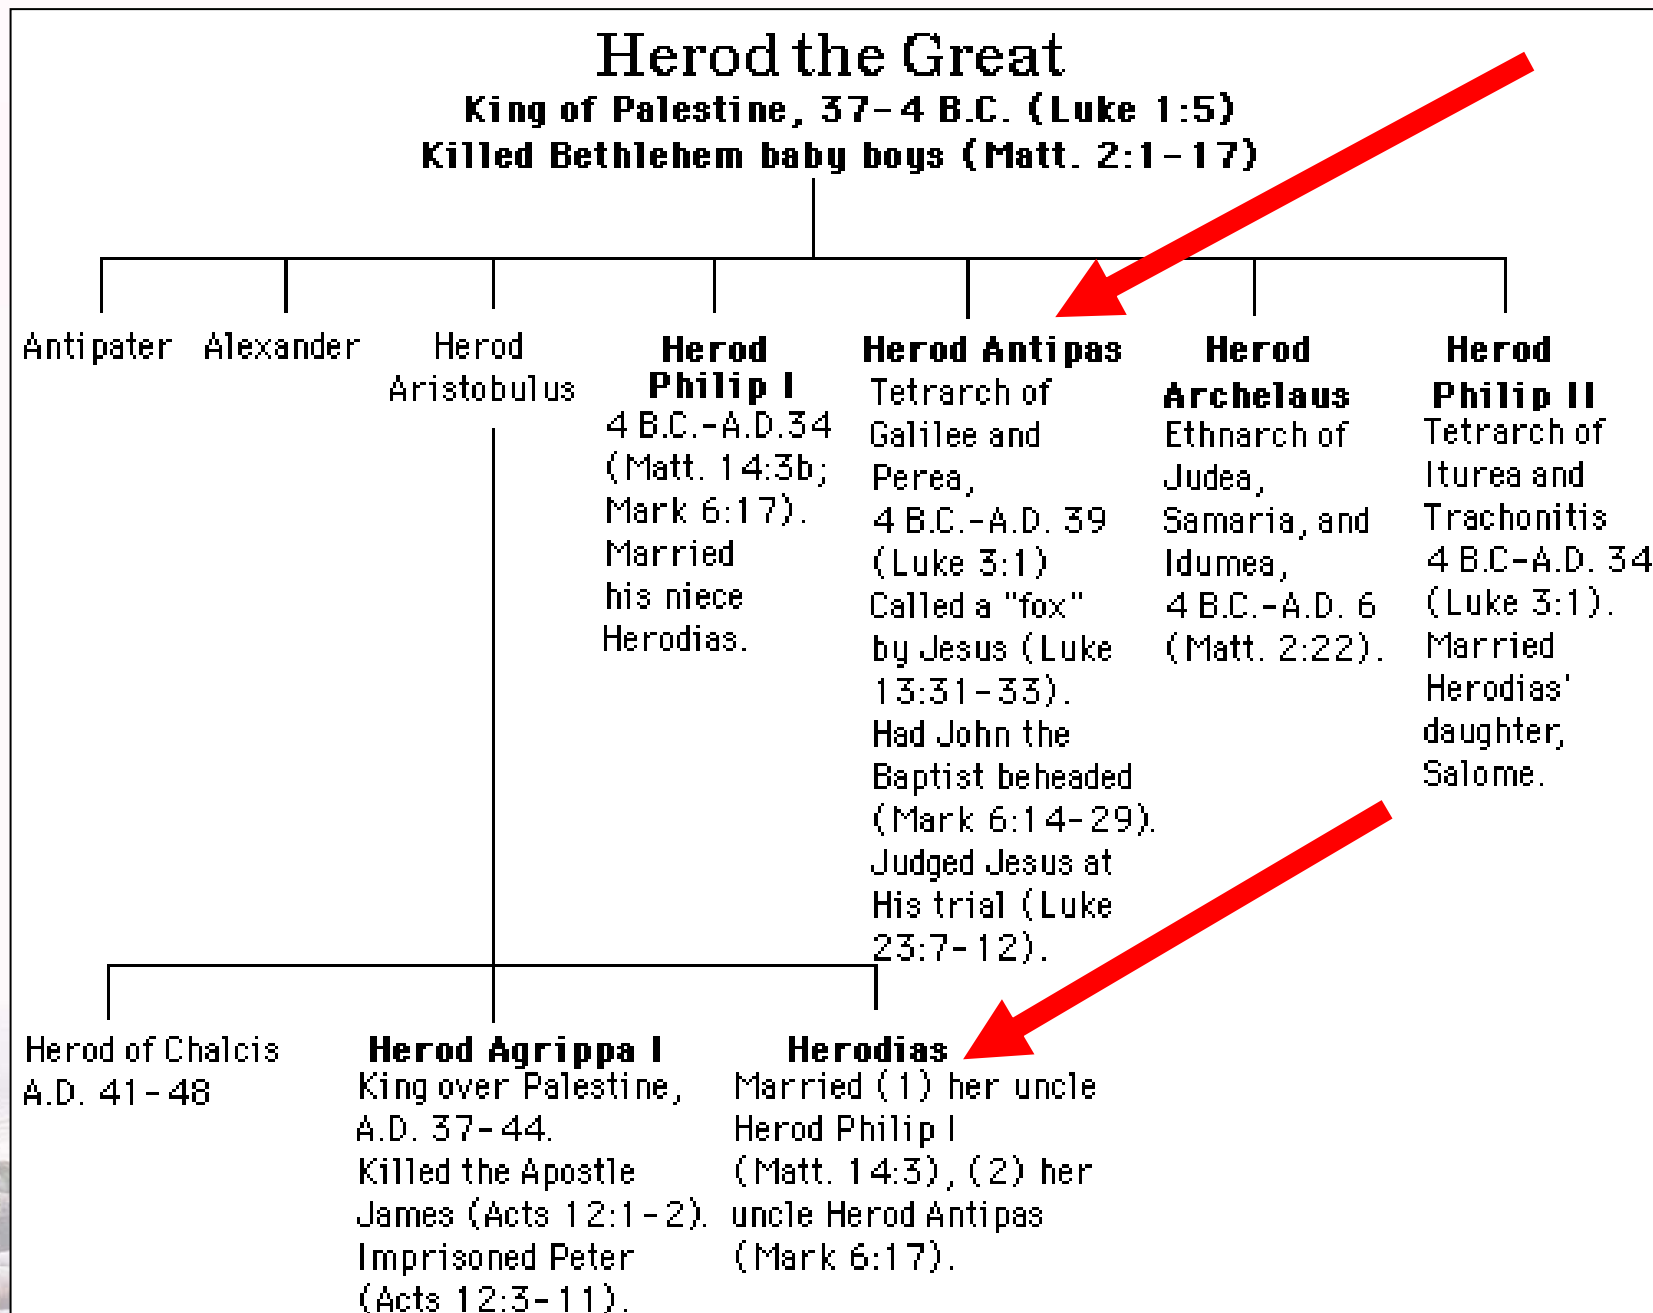 Herod the Great
King of Palestine, 37-4 B.C. (Luke 1:5)
Killed Bethlehem baby boys (Matt. 2:1-17)
Antipater
Alexander
Herod
Aristobulus
Herod
Philip I
4 B.C.-A.D.34
(Matt. 14:3b;
Mark 6:17).
Married
his niece
Herodias.
Herod Antipas
Tetrarch of
Galilee and
Perea,
4 B.C.-A.D. 39
(Luke 3:1)
Called a "fox"
by Jesus (Luke
13:31-33).
Had John the
Baptist beheaded
(Mark 6:14-29).
Judged Jesus at
His trial (Luke
23:7-12).
Herod
Archelaus
Ethnarch of
Judea,
Samaria, and
Idumea,
4 B.C.-A.D. 6
(Matt. 2:22).
Herod
Philip II
Tetrarch of
Iturea and
Trachonitis
4 B.C-A.D. 34
(Luke 3:1).
Married
Herodias'
daughter,
Salome.
Herod of Chalcis
A.D. 41-48
Herod Agrippa I
King over Palestine,
A.D. 37-44.
Killed the Apostle
James (Acts 12:1-2).
Imprisoned Peter
(Acts 12:3-11).
Herodias
Married (1) her uncle
Herod Philip I
(Matt. 14:3), (2) her
uncle Herod Antipas
(Mark 6:17).